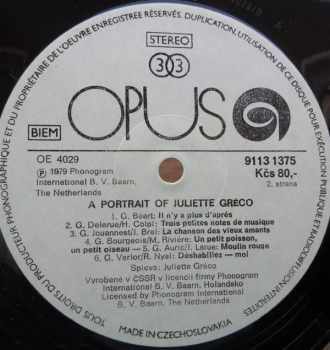 TOUS DROITS DU PRODUCTEUR PHONOGRAPHIQUE ET DU PROPRIÉTAIRE DE L'OEUVRE ENREGISTREE RÉSERVÉS. DUPLICATION, UTILISATION DE CE DISQUE POUR EXÉCUTION PUBLIQUE ET RADIODIFFUSION INTERDITES
STEREO
33
OPUS
BIEM
OE 4029
9113 1375
℗ 1979 Phonogram
International B. V. Baarn,
The Netherlands
Kčs 80,-
2. strana
A PORTRAIT OF JULIETTE GRÉCO
1. G. Beart: Il n'y a plus d'après
2. G. Delerue/H. Colpi: Trois petites notes de musique
3. G. Jouannest/J. Brel: La chanson des vieux amants
4. G. Bourgeois/M. Riviere: Un petit poisson,
un petit oiseau - 5. G. Auric/J. Larue: Moulin rouge
6. G. Verlor/R. Nyel: Déshabillez - moi
Spieva: Juliette Gréco
Vyrobené v ČSSR v licencii firmy Phonogram
International B. V. Baarn, Holandsko
Licensed by Phonogram International
B. V. Baarn, The Netherlands
MADE IN CZECHOSLOVAKIA